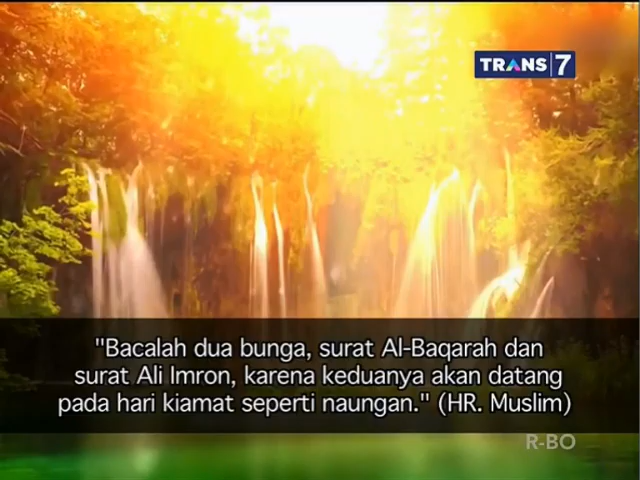 TRANS 7
"Bacalah dua bunga, surat Al-Baqarah dan
surat Ali Imron, karena keduanya akan datang
pada hari kiamat seperti naungan." (HR. Muslim)
R-BO